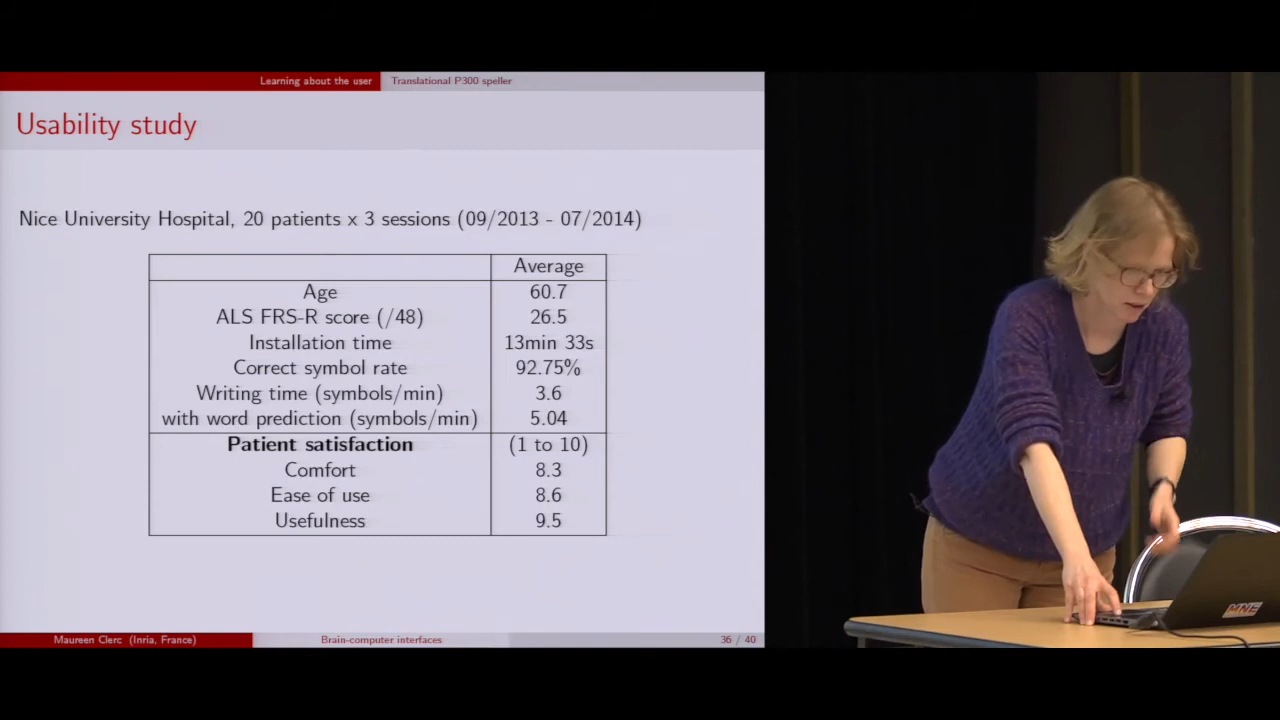 Learning about the user Translational P300 speller
Usability study
Nice University Hospital, 20 patients x 3 sessions (09/2013 - 07/2014)
Average
Age 60.7
ALS FRS-R score (/48) 26.5
Installation time 13min 33s
Correct symbol rate 92.75%
Writing time (symbols/min) 3.6
with word prediction (symbols/min) 5.04
Patient satisfaction (1 to 10)
Comfort 8.3
Ease of use 8.6
Usefulness 9.5
Maureen Clerc (Inria, France) Brain-computer interfaces 36 / 40
MNE